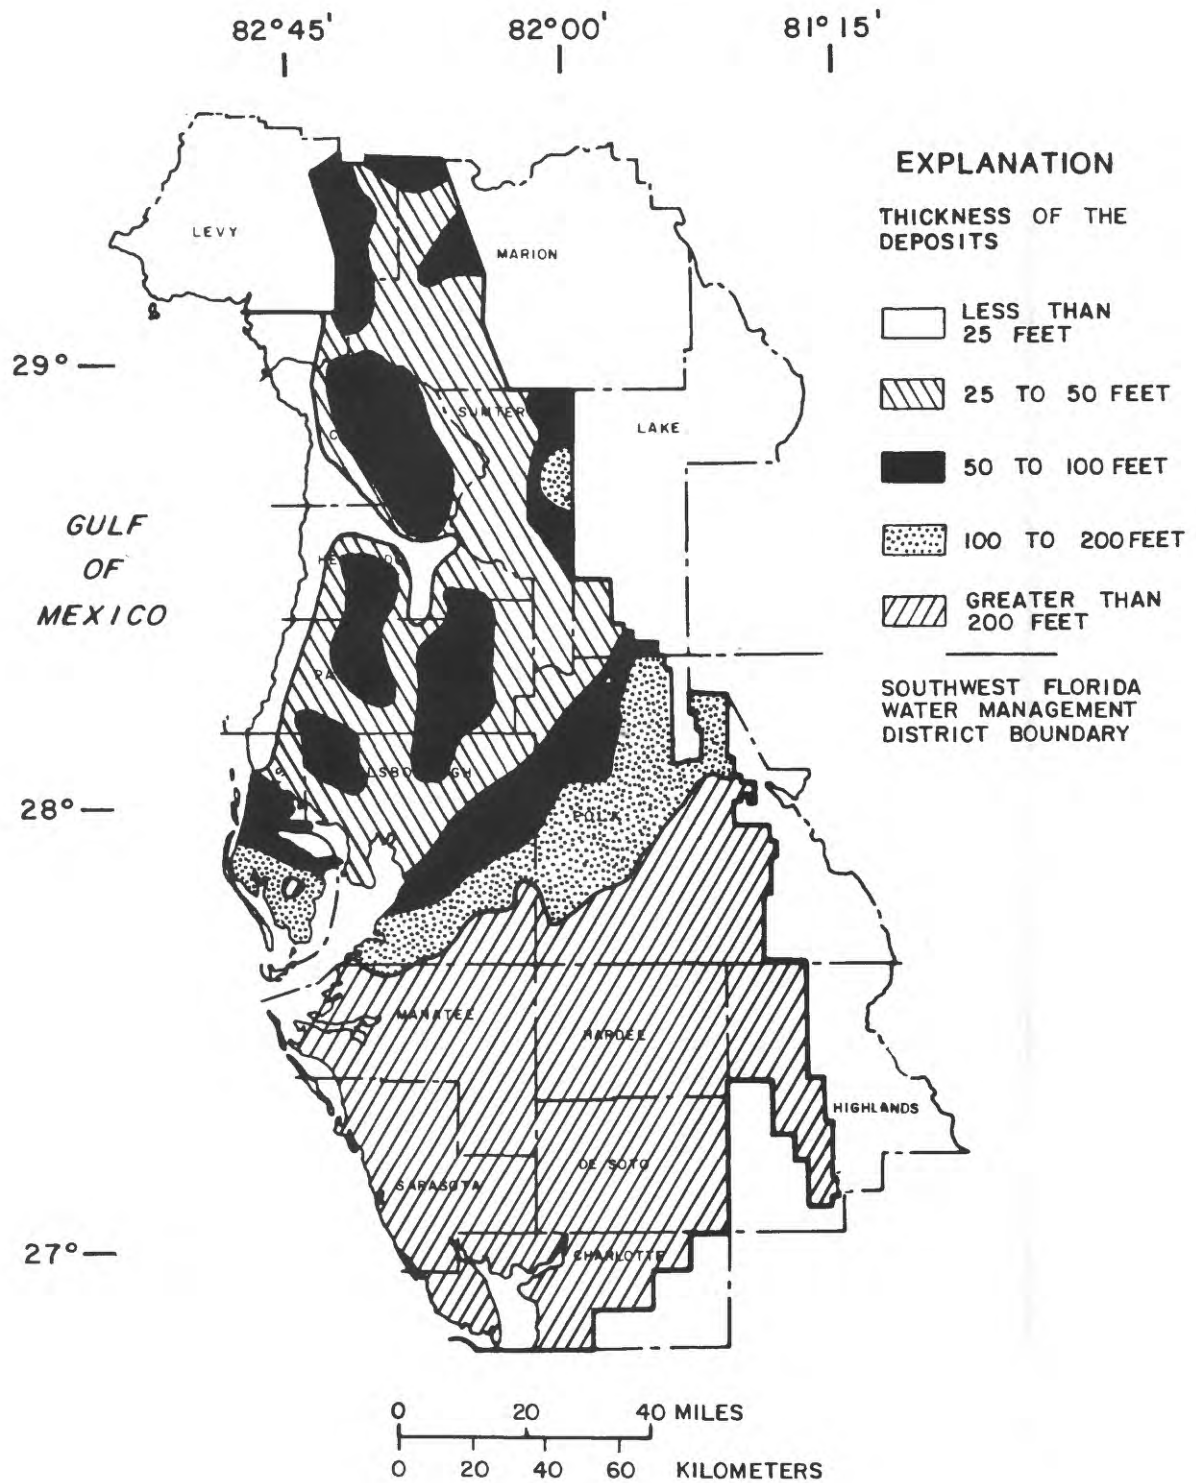 82°45'
82°00'
81°15'
EXPLANATION
THICKNESS OF THE
DEPOSITS
LESS THAN
25 FEET
25 TO 50 FEET
50 TO 100 FEET
100 TO 200 FEET
GREATER THAN
200 FEET
SOUTHWEST FLORIDA
WATER MANAGEMENT
DISTRICT BOUNDARY
LEVY
MARION
29°
SUMTER
LAKE
GULF
OF
MEXICO
28°
POLK
MANATEE
HARDEE
HIGHLANDS
DE SOTO
SARASOTA
27°
CHARLOTTE
0 20 40 MILES
0 20 40 60 KILOMETERS